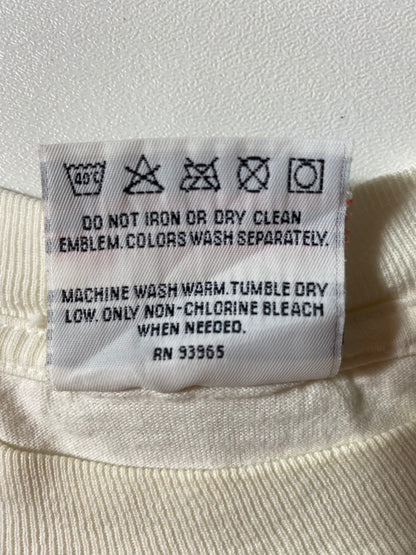 40°C
DO NOT IRON OR DRY CLEAN
EMBLEM. COLORS WASH SEPARATELY.
MACHINE WASH WARM. TUMBLE DRY
LOW. ONLY NON-CHLORINE BLEACH
WHEN NEEDED.
RN 93965